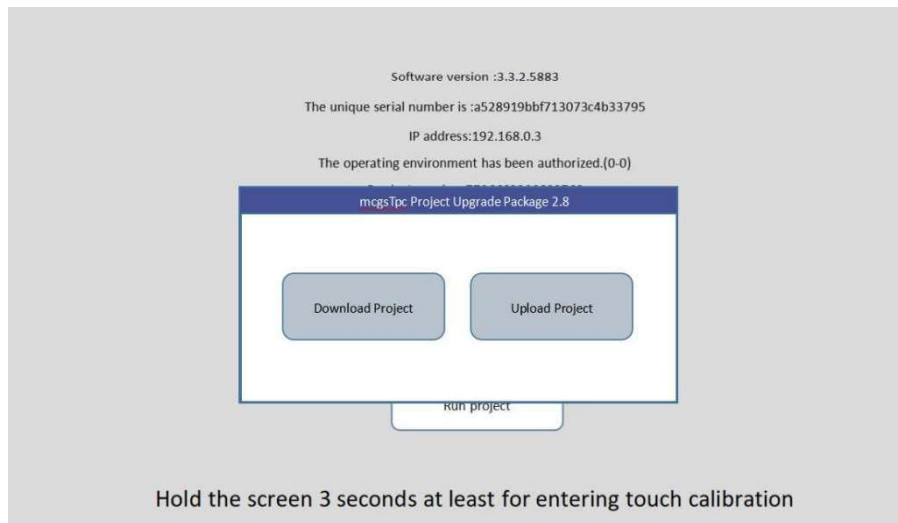 Software version :3.3.2.5883
The unique serial number is :a528919bbf713073c4b33795
IP address:192.168.0.3
The operating environment has been authorized.(0-0)
mcgsTpc Project Upgrade Package 2.8
Download Project
Upload Project
Run project
Hold the screen 3 seconds at least for entering touch calibration